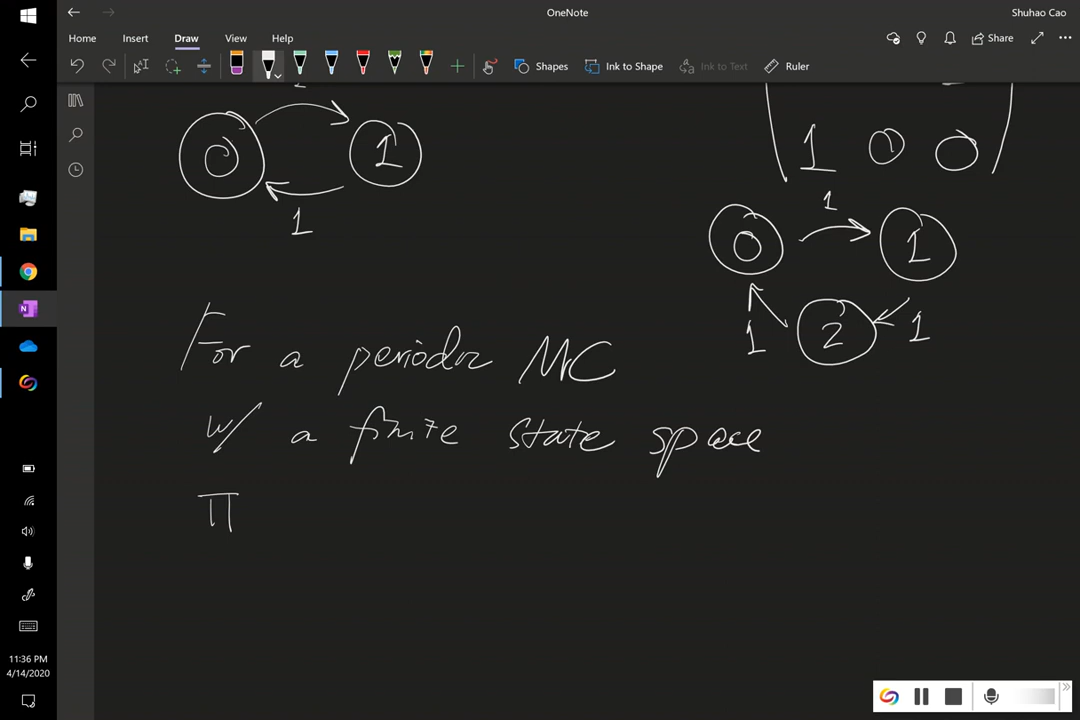 OneNote
Shuhao Cao
Home Insert Draw View Help
Share
Shapes
Ink to Shape
Ink to Text
Ruler
1 0 0
0 1
1
0 1 1
2
1 1
For a periodic MC
w/ a finite state space
π
11:36 PM
4/14/2020